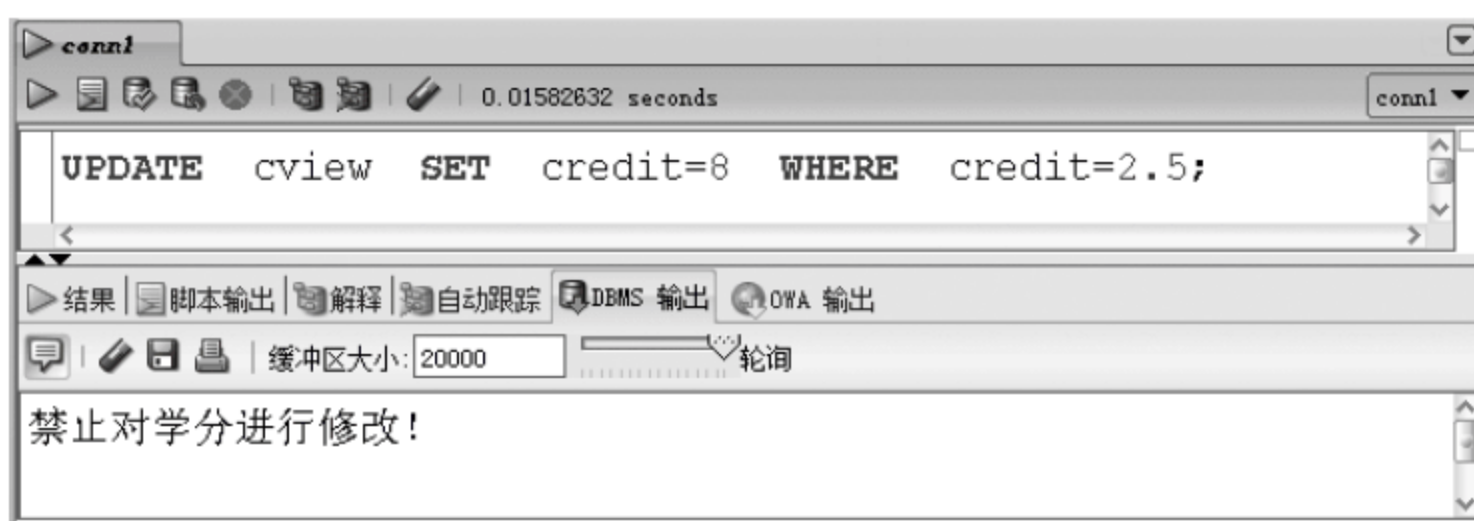 conn1
0.01582632 seconds conn1
UPDATE cview SET credit=8 WHERE credit=2.5;
结果 脚本输出 解释 自动跟踪 DBMS 输出 OWA 输出
缓冲区大小: 20000 轮询
禁止对学分进行修改!